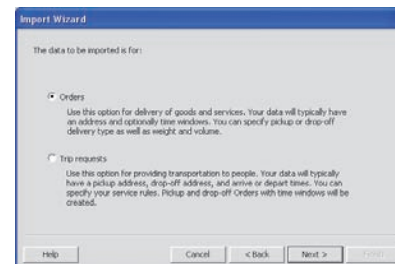 Import Wizard
The data to be imported is for:
Orders
Use this option for delivery of goods and services. Your data will typically have
an address and optionally time windows. You can specify pickup or drop-off
delivery type as well as weight and volume.
Trip requests
Use this option for providing transportation to people. Your data will typically
have a pickup address, drop-off address, and arrive or depart times. You can
specify your service rules. Pickup and drop-off Orders with time windows will be
created.
Help Cancel < Back Next > Finish